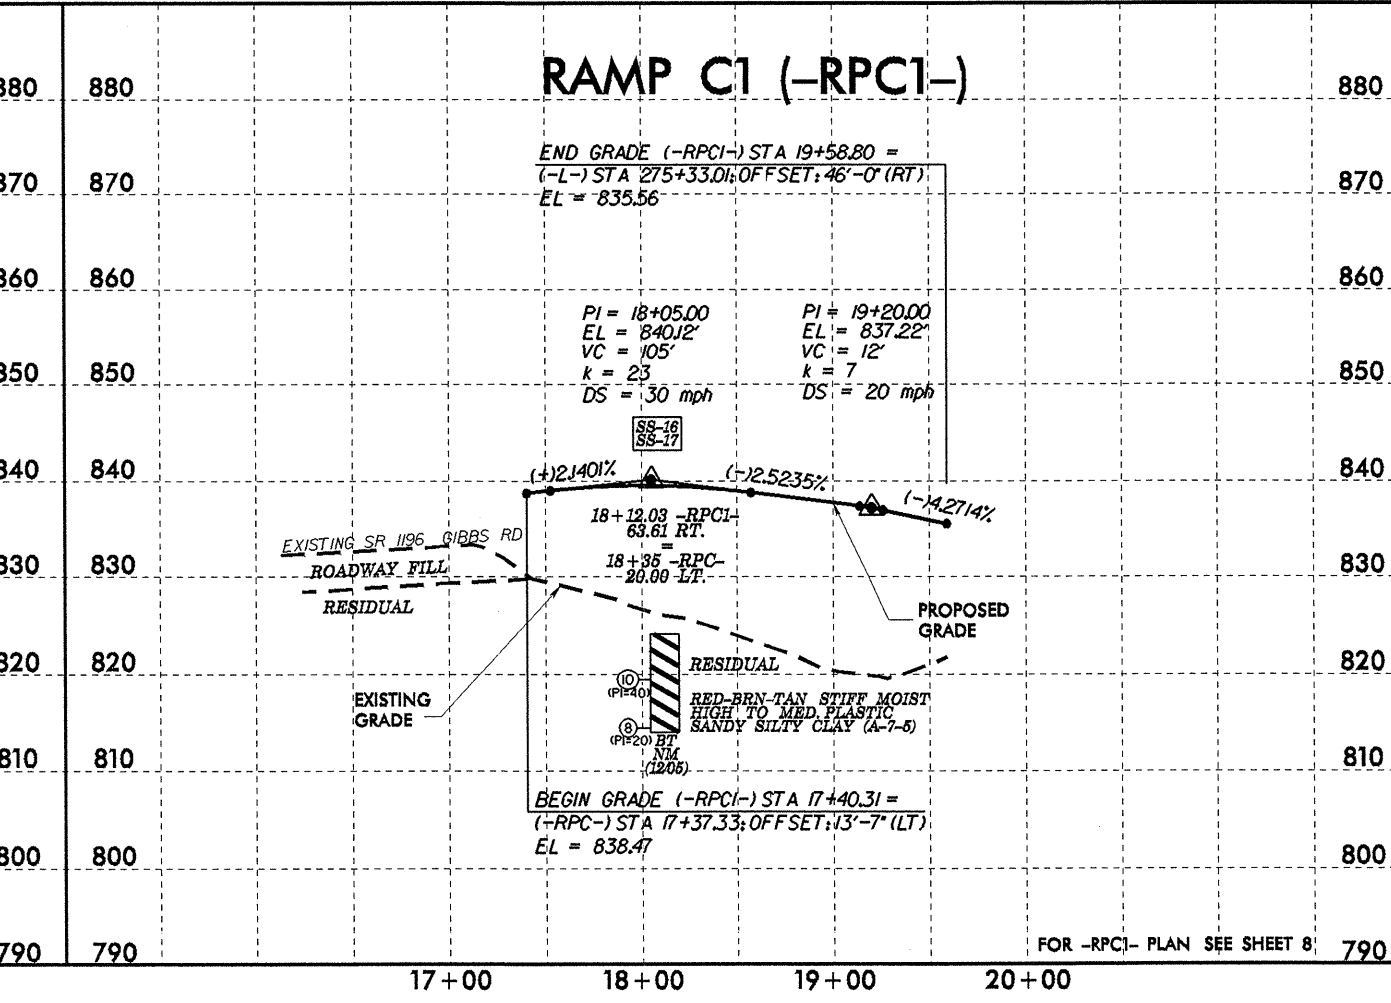 RAMP C1 (-RPC1-)
880 880 880
END GRADE (-RPC1-) STA 19+58.80 =
(-L-) STA 275+33.01; OFFSET: 46'-0" (RT)
EL = 835.56
870 870 870
860 860 860
PI = 18+05.00
EL = 840.12'
VC = 105'
k = 23
DS = 30 mph
PI = 19+20.00
EL = 837.22'
VC = 12'
k = 7
DS = 20 mph
850 850 850
SS-16
SS-17
840 840 840
(+)2.1401%
(-)2.5235%
(-)4.2714%
18+12.03 -RPC1-
63.61 RT.
=
18+35 -RPC-
20.00 LT.
EXISTING SR 1196 GIBBS RD
ROADWAY FILL
RESIDUAL
830 830 830
PROPOSED
GRADE
820 820 820
RESIDUAL
10
(PI=40)
RED-BRN-TAN STIFF MOIST
HIGH TO MED. PLASTIC
SANDY SILTY CLAY (A-7-5)
8
(PI=20)
BT
NM
(12/05)
EXISTING
GRADE
810 810 810
BEGIN GRADE (-RPC1-) STA 17+40.31 =
(-RPC-) STA 17+37.33; OFFSET: 13'-7" (LT)
EL = 838.47
800 800 800
FOR -RPC1- PLAN SEE SHEET 8
790 790 790
17+00 18+00 19+00 20+00